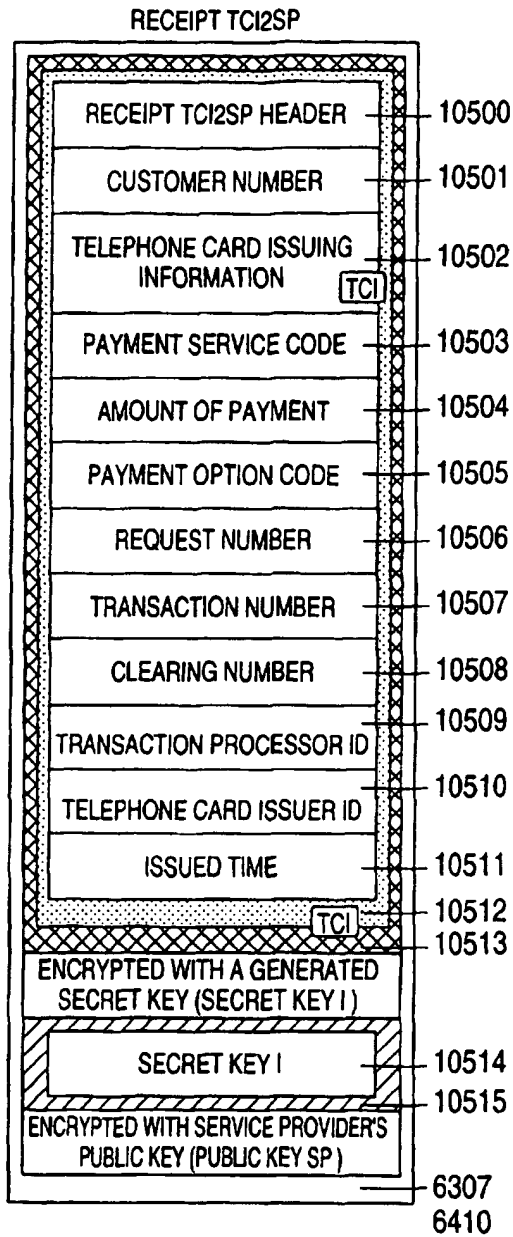 RECEIPT TCI2SP
RECEIPT TCI2SP HEADER 10500
CUSTOMER NUMBER 10501
TELEPHONE CARD ISSUING
INFORMATION 10502
TCI
PAYMENT SERVICE CODE 10503
AMOUNT OF PAYMENT 10504
PAYMENT OPTION CODE 10505
REQUEST NUMBER 10506
TRANSACTION NUMBER 10507
CLEARING NUMBER 10508
10509
TRANSACTION PROCESSOR ID
10510
TELEPHONE CARD ISSUER ID
ISSUED TIME 10511
10512
TCI
10513
ENCRYPTED WITH A GENERATED
SECRET KEY (SECRET KEY I)
SECRET KEY I 10514
10515
ENCRYPTED WITH SERVICE PROVIDER'S
PUBLIC KEY (PUBLIC KEY SP)
6307
6410